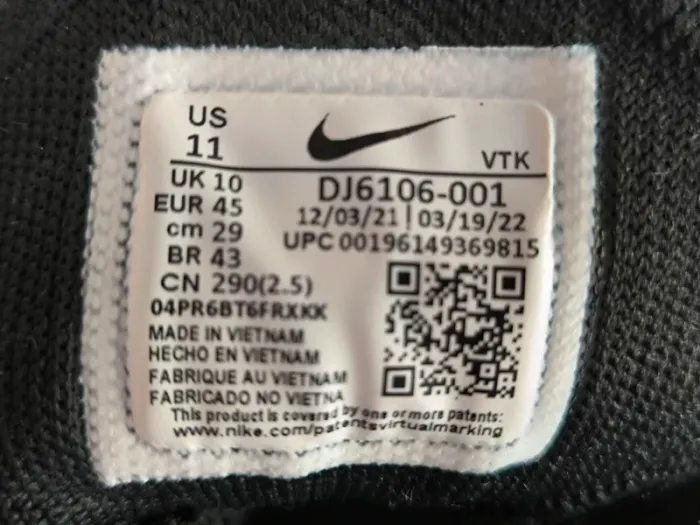 US
11
VTK
UK 10
EUR 45
cm 29
BR 43
CN 290(2.5)
DJ6106-001
12/03/21 | 03/19/22
UPC 00196149369815
04PR6BT6FRXKK
MADE IN VIETNAM
HECHO EN VIETNAM
FABRIQUE AU VIETNAM
FABRICADO NO VIETNA
This product is covered by one or more patents:
www.nike.com/patentsvirtualmarking